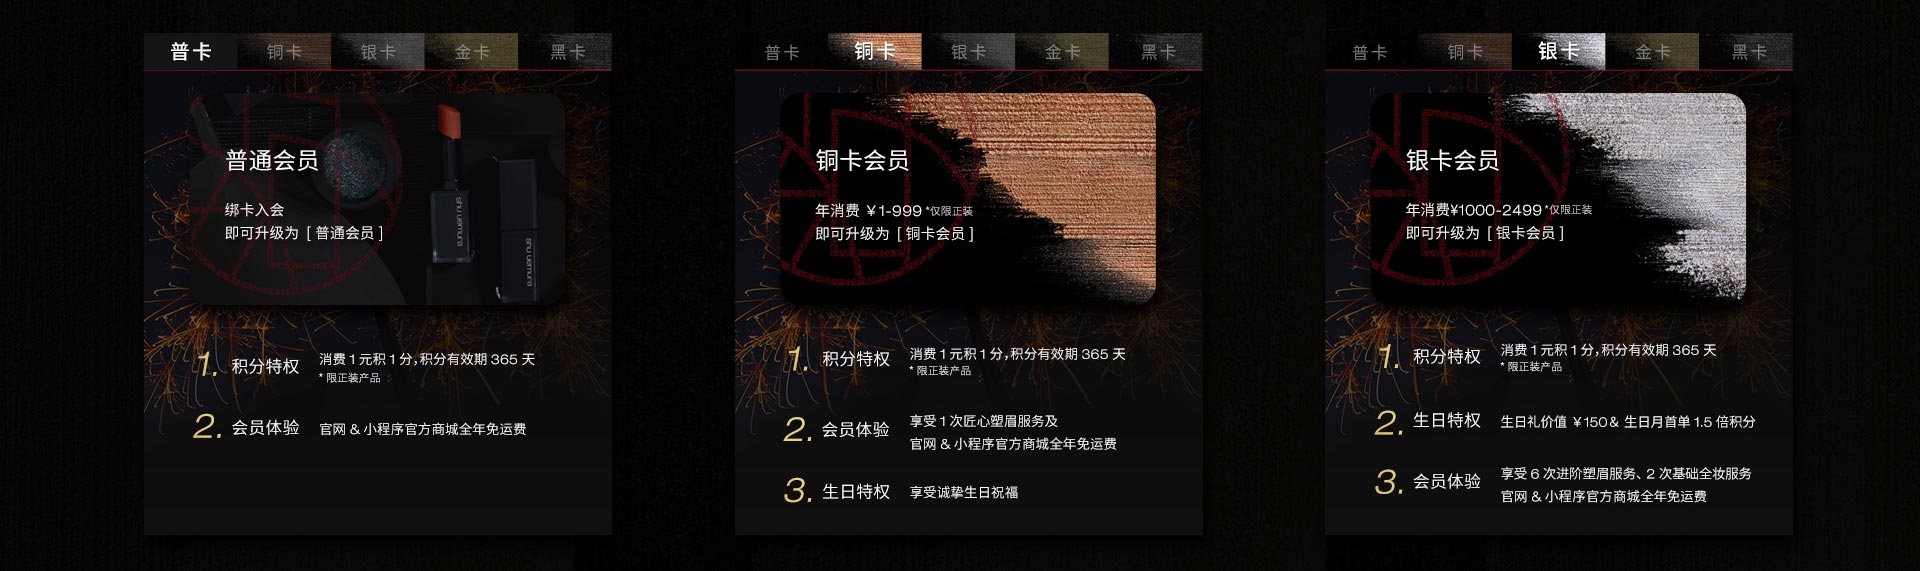 普卡 铜卡 银卡 金卡 黑卡
普通会员
绑卡入会
即可升级为 [ 普通会员 ]
shu uemura
shu uemura
1. 积分特权 消费 1 元积 1 分,积分有效期 365 天
* 限正装产品
2. 会员体验 官网 & 小程序官方商城全年免运费
普卡 铜卡 银卡 金卡 黑卡
铜卡会员
年消费 ¥1-999 *仅限正装
即可升级为 [ 铜卡会员 ]
1. 积分特权 消费 1 元积 1 分,积分有效期 365 天
* 限正装产品
2. 会员体验 享受 1 次匠心塑眉服务及
官网 & 小程序官方商城全年免运费
3. 生日特权 享受诚挚生日祝福
普卡 铜卡 银卡 金卡 黑卡
银卡会员
年消费¥1000-2499 *仅限正装
即可升级为 [ 银卡会员 ]
1. 积分特权 消费 1 元积 1 分,积分有效期 365 天
* 限正装产品
2. 生日特权 生日礼价值 ¥150 & 生日月首单 1.5 倍积分
3. 会员体验 享受 6 次进阶塑眉服务、2 次基础全妆服务
官网 & 小程序官方商城全年免运费